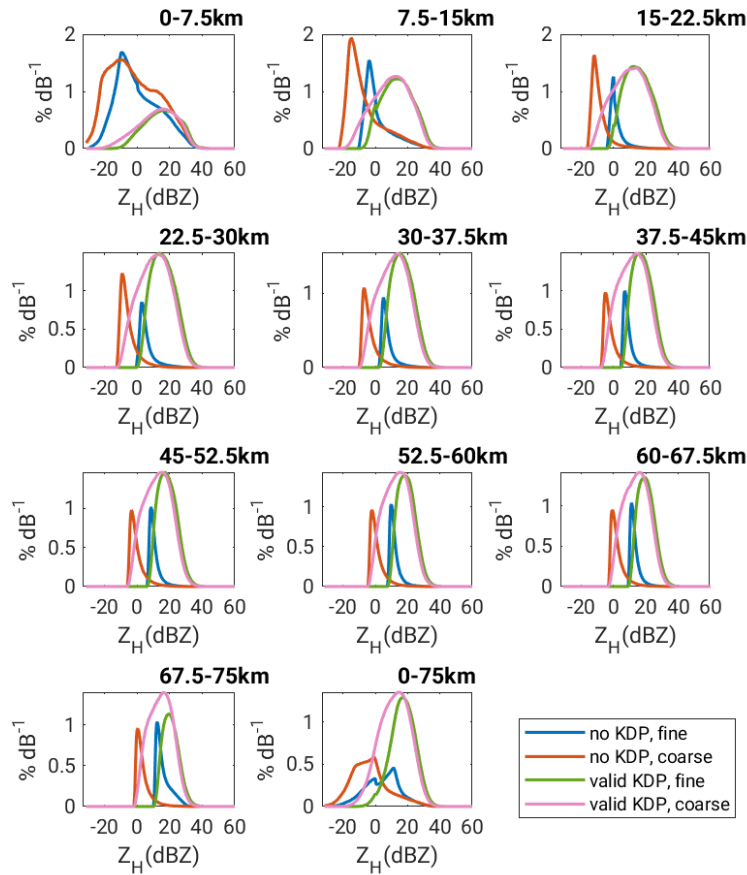 0-7.5km 7.5-15km 15-22.5km
2 2 2
% dB⁻¹ 1 % dB⁻¹ 1 % dB⁻¹ 1
0 0 0
-20 0 20 40 60 -20 0 20 40 60 -20 0 20 40 60
Z_H(dBZ) Z_H(dBZ) Z_H(dBZ)
22.5-30km 30-37.5km 37.5-45km
1 1 1
% dB⁻¹ 0.5 % dB⁻¹ 0.5 % dB⁻¹ 0.5
0 0 0
-20 0 20 40 60 -20 0 20 40 60 -20 0 20 40 60
Z_H(dBZ) Z_H(dBZ) Z_H(dBZ)
45-52.5km 52.5-60km 60-67.5km
1 1 1
% dB⁻¹ 0.5 % dB⁻¹ 0.5 % dB⁻¹ 0.5
0 0 0
-20 0 20 40 60 -20 0 20 40 60 -20 0 20 40 60
Z_H(dBZ) Z_H(dBZ) Z_H(dBZ)
67.5-75km 0-75km
1 1
% dB⁻¹ 0.5 % dB⁻¹ 0.5
0 0
-20 0 20 40 60 -20 0 20 40 60
Z_H(dBZ) Z_H(dBZ)
no KDP, fine
no KDP, coarse
valid KDP, fine
valid KDP, coarse